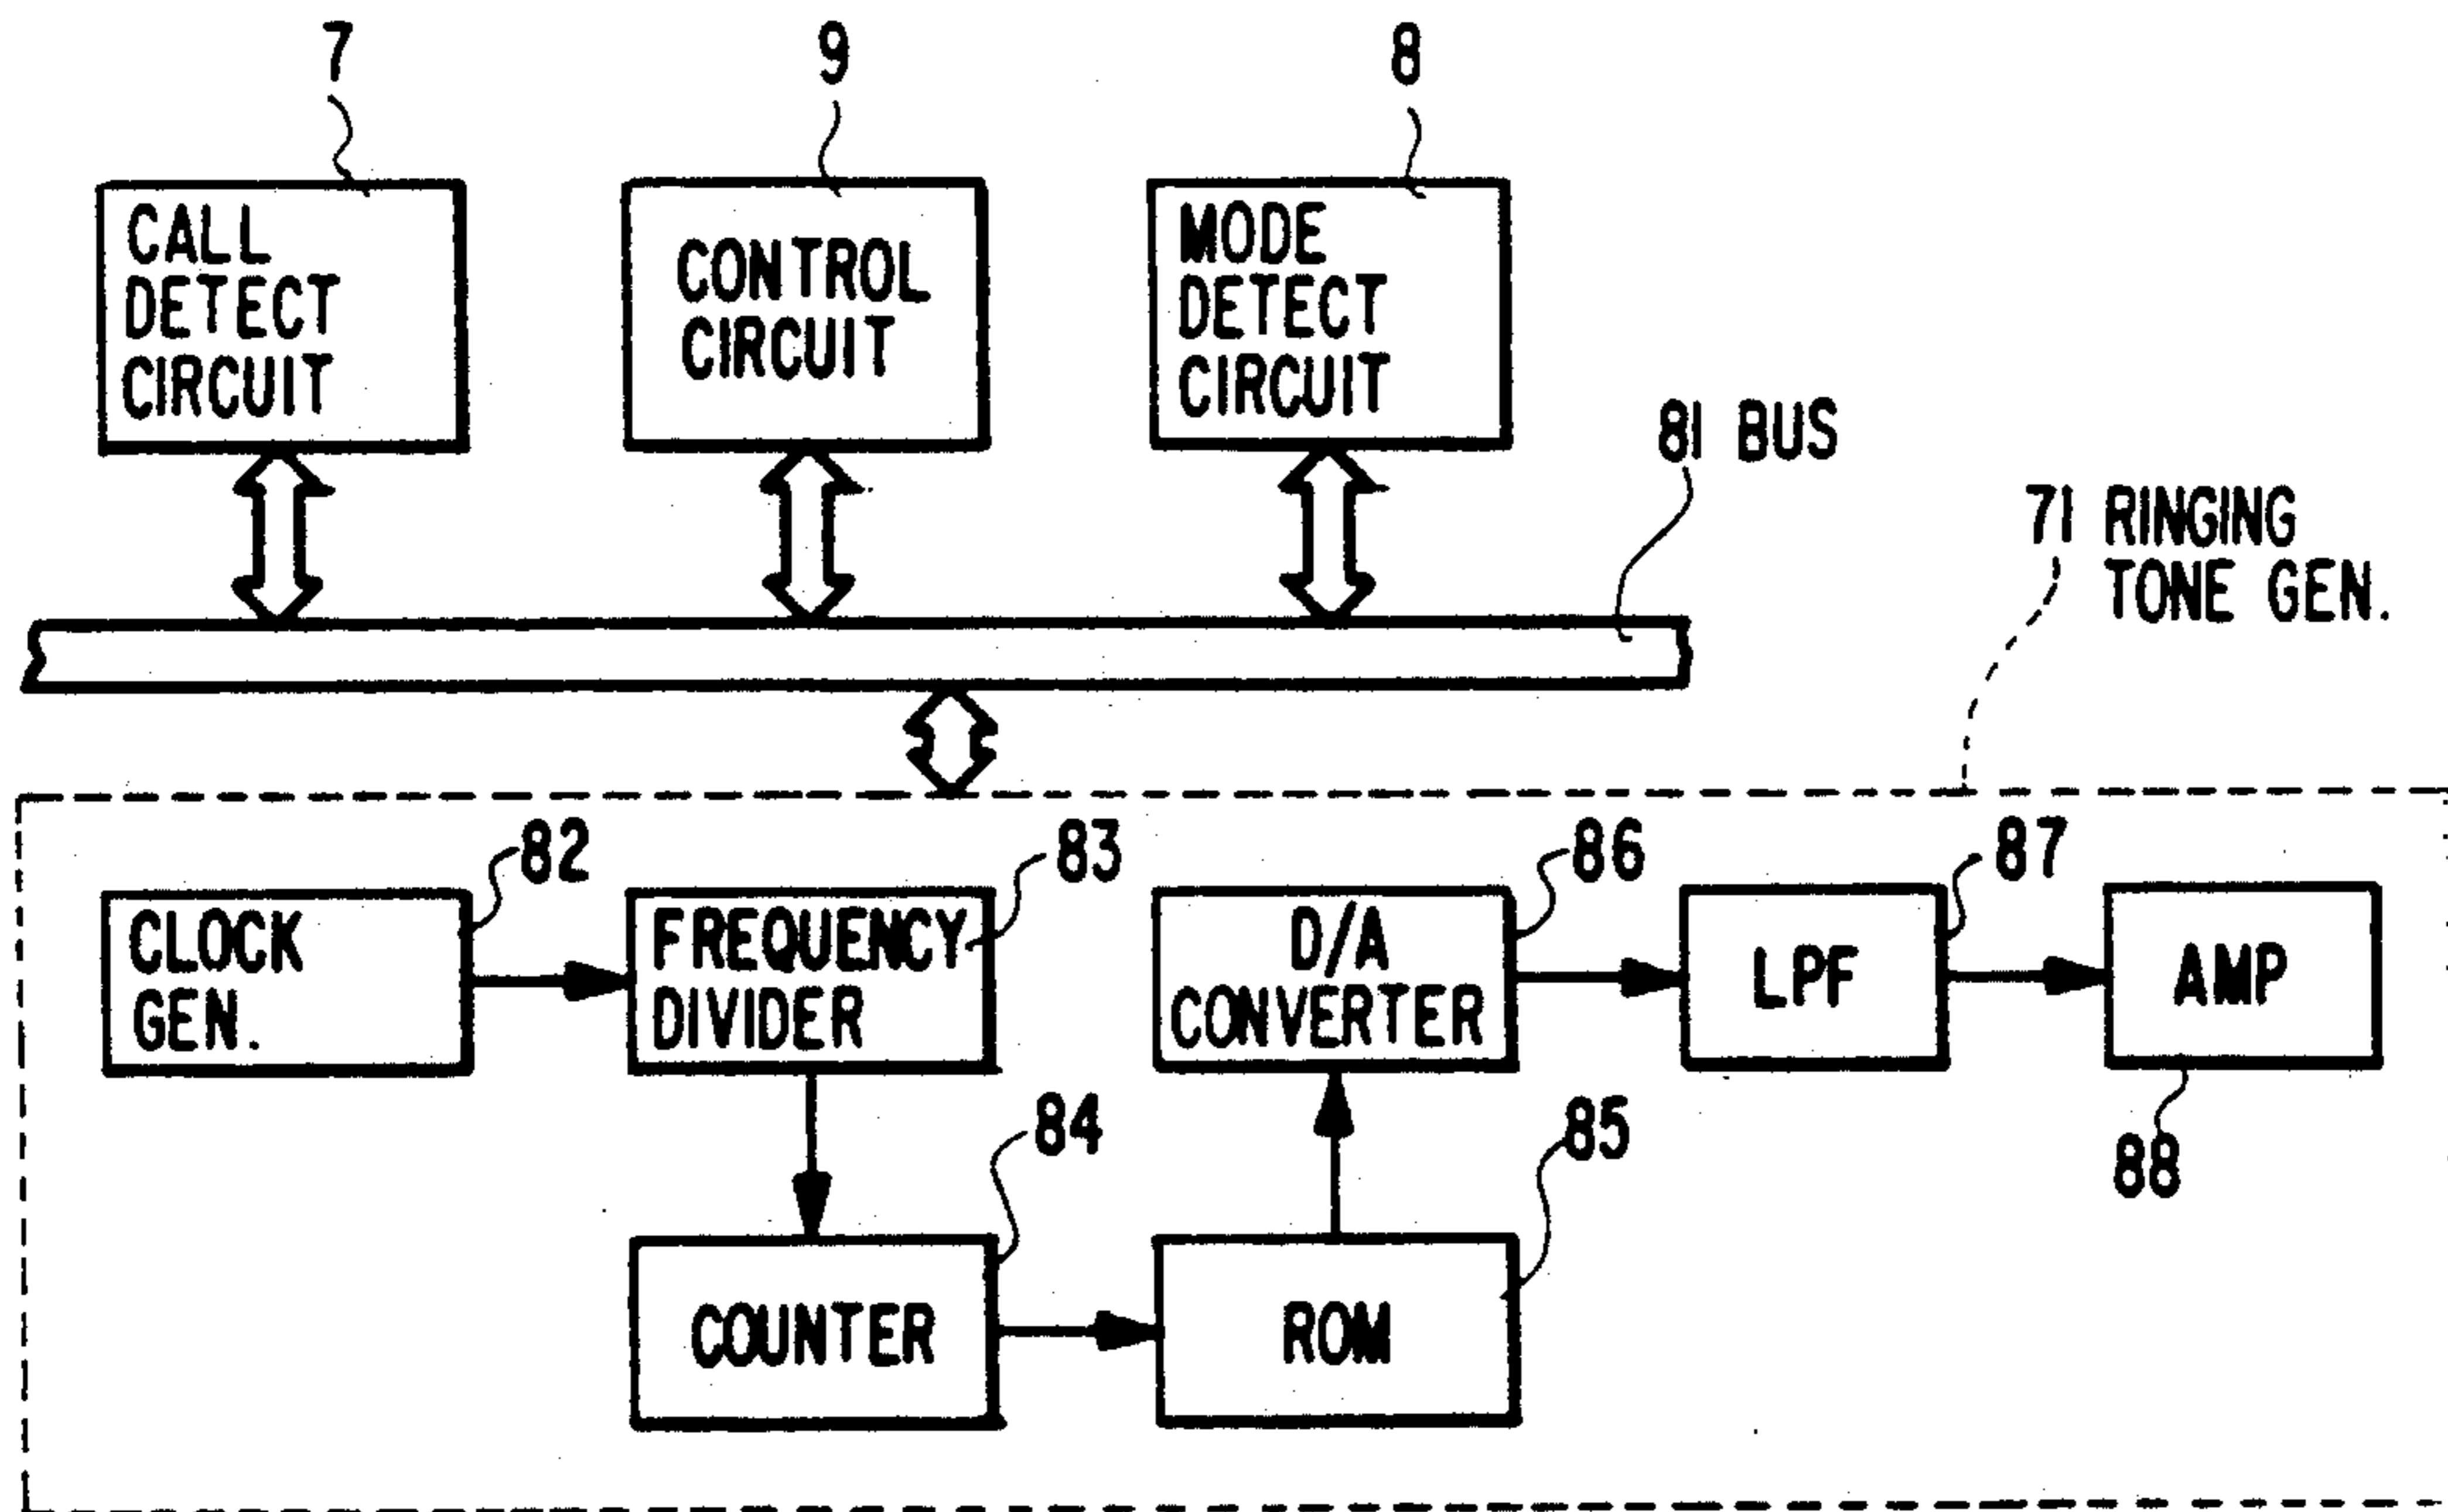 7
9
8
CALL
DETECT
CIRCUIT
CONTROL
CIRCUIT
MODE
DETECT
CIRCUIT
81 BUS
71 RINGING
TONE GEN.
82
83
86
87
CLOCK
GEN.
FREQUENCY
DIVIDER
D/A
CONVERTER
LPF
AMP
84
85
88
COUNTER
ROM